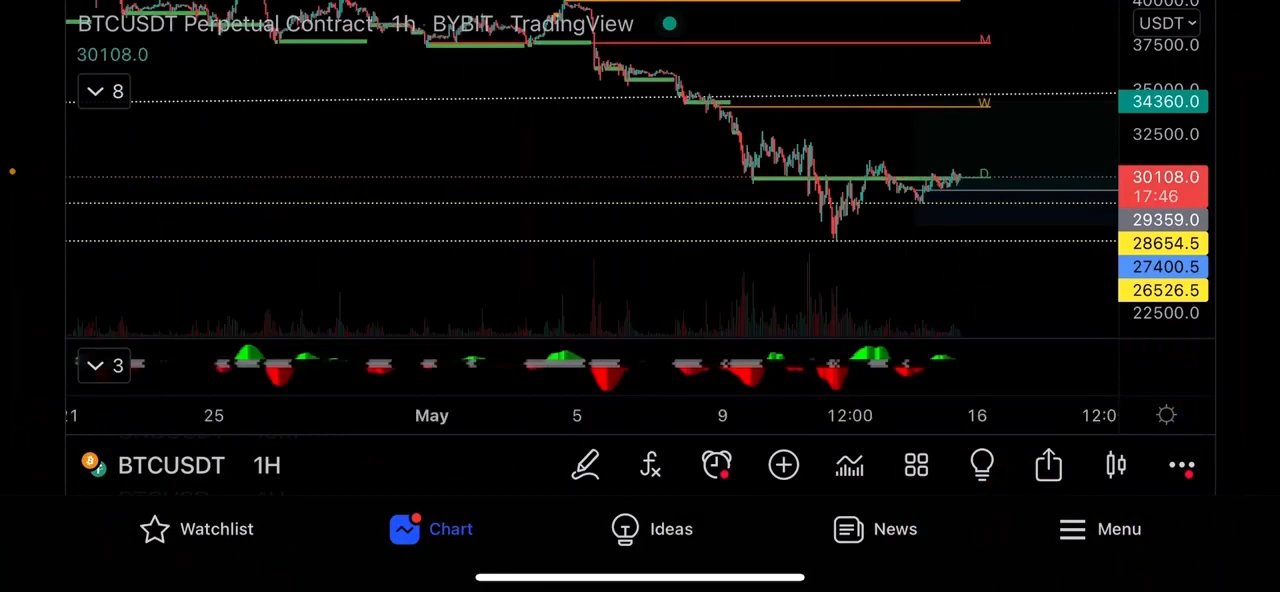 BTCUSDT Perpetual Contract · 1h · BYBIT · TradingView
40000.0
USDT
30108.0
37500.0
M
8
35000.0
34360.0
W
32500.0
D
30108.0
17:46
29359.0
28654.5
27400.5
26526.5
22500.0
3
21
25
May
5
9
12:00
16
12:0
BTCUSDT
1H
Watchlist
Chart
Ideas
News
Menu